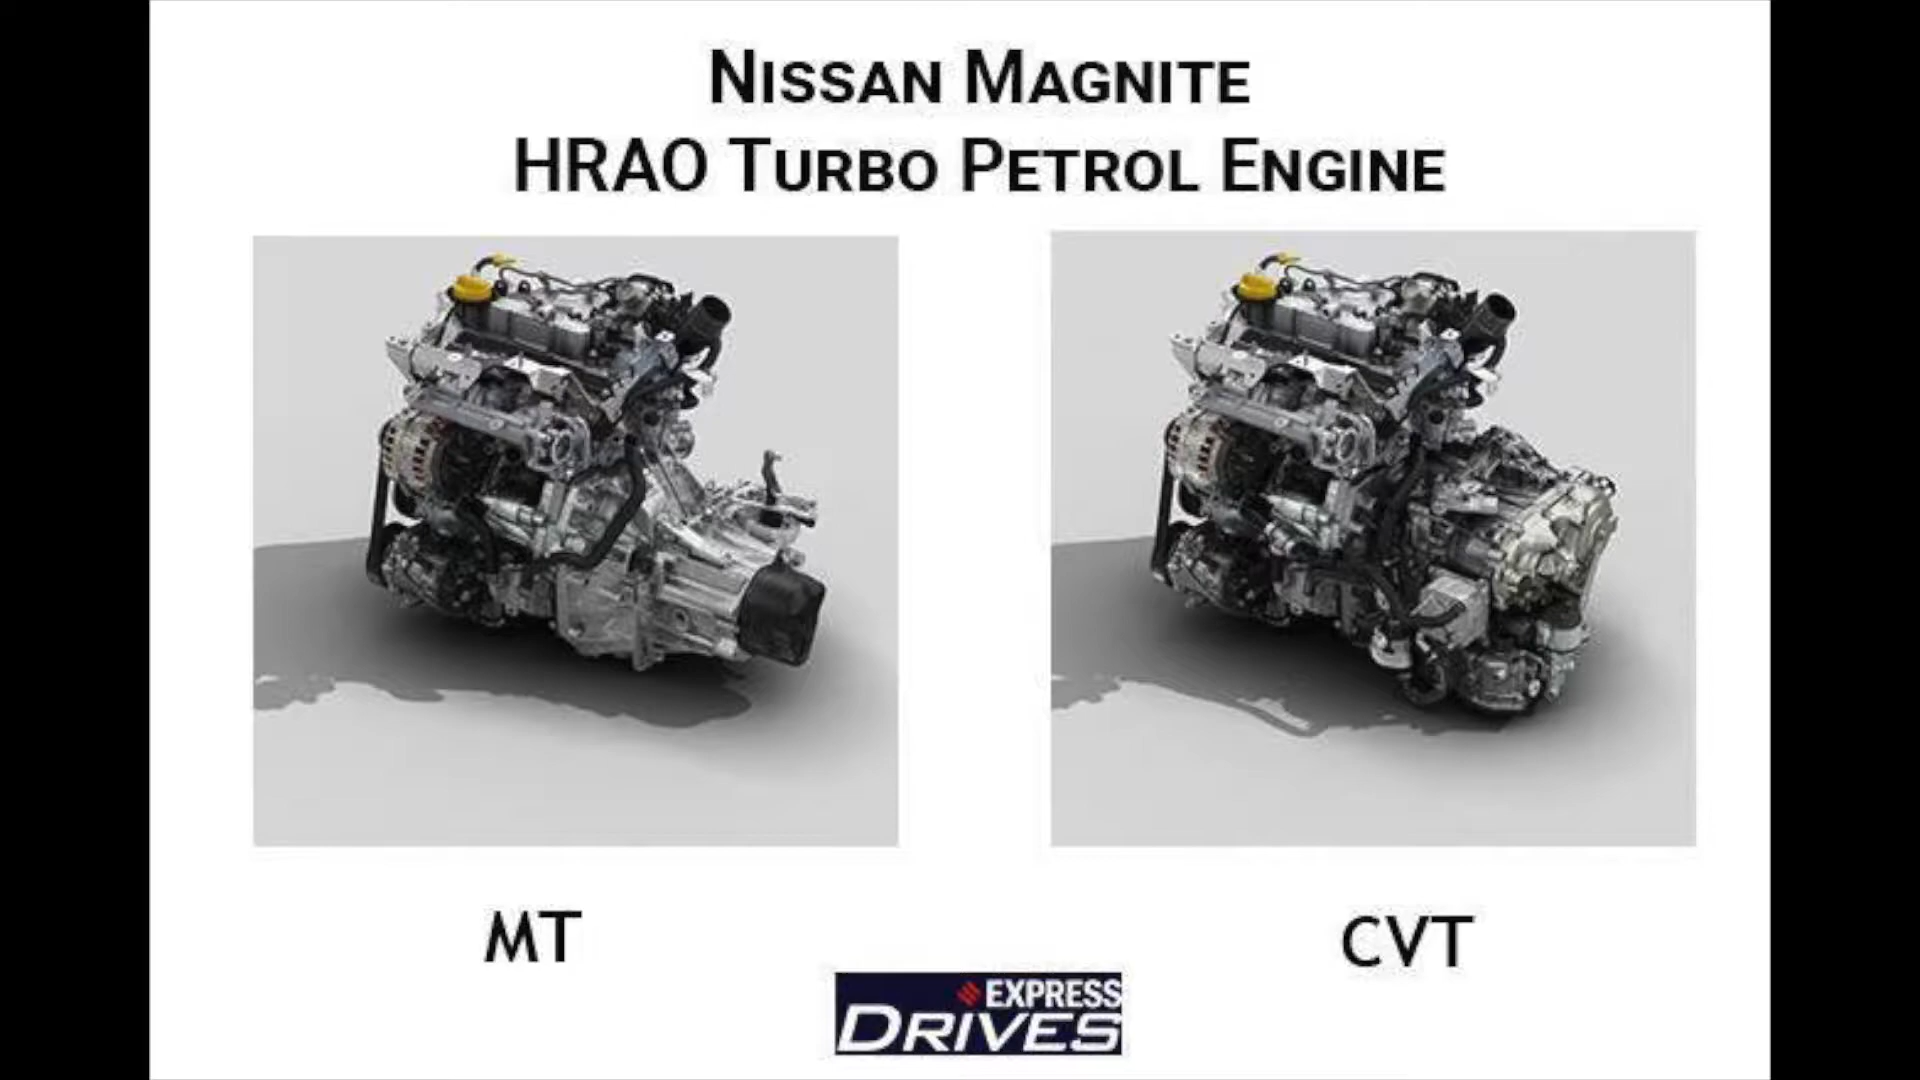 NISSAN MAGNITE
HRAO TURBO PETROL ENGINE
MT
CVT
EXPRESS
DRIVES